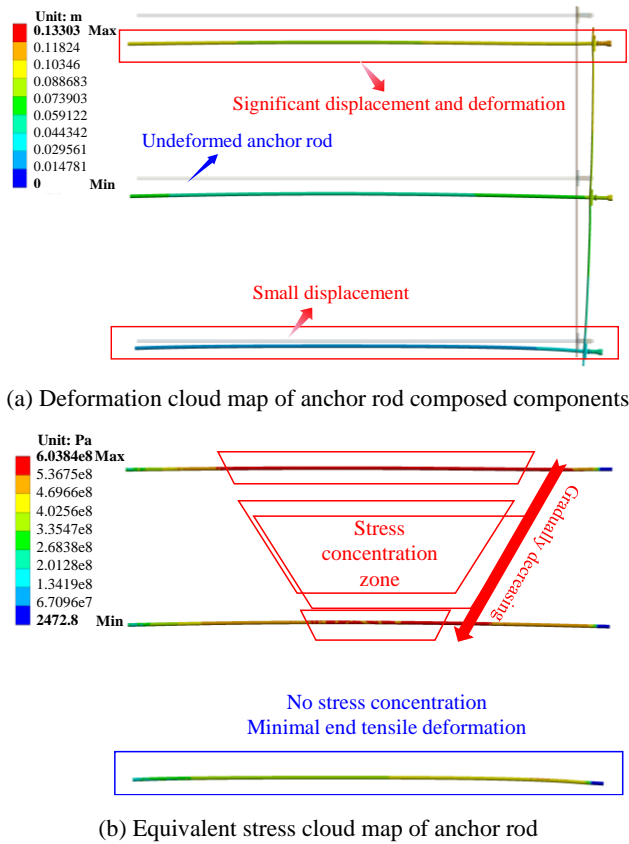 Unit: m
0.13303 Max
0.11824
0.10346
0.088683
0.073903
0.059122
0.044342
0.029561
0.014781
0 Min
Significant displacement and deformation
Undeformed anchor rod
Small displacement
(a) Deformation cloud map of anchor rod composed components
Unit: Pa
6.0384e8 Max
5.3675e8
4.6966e8
4.0256e8
3.3547e8
2.6838e8
2.0128e8
1.3419e8
6.7096e7
2472.8 Min
Stress
concentration
zone
Gradually decreasing
No stress concentration
Minimal end tensile deformation
(b) Equivalent stress cloud map of anchor rod